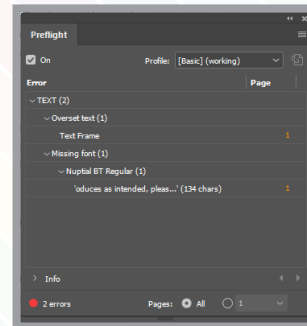 Preflight
On
Profile: [Basic] (working)
Error Page
TEXT (2)
Overset text (1)
Text Frame 1
Missing font (1)
Nuptial BT Regular (1)
'oduces as intended, pleas...' (134 chars) 1
Info
2 errors Pages: All 1